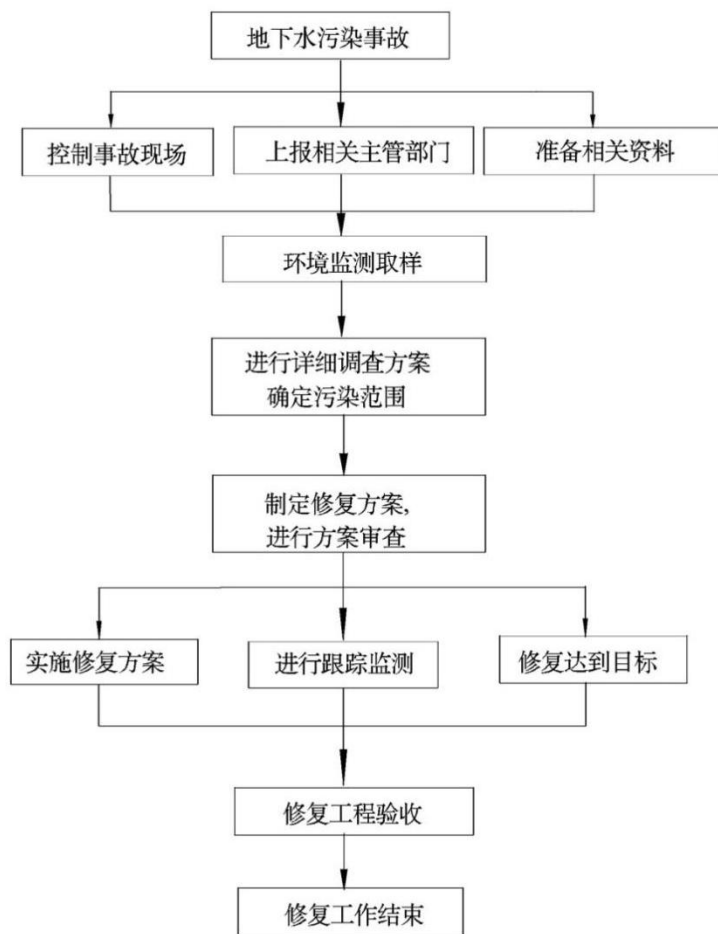 地下水污染事故
控制事故现场
上报相关主管部门
准备相关资料
环境监测取样
进行详细调查方案
确定污染范围
制定修复方案,
进行方案审查
实施修复方案
进行跟踪监测
修复达到目标
修复工程验收
修复工作结束